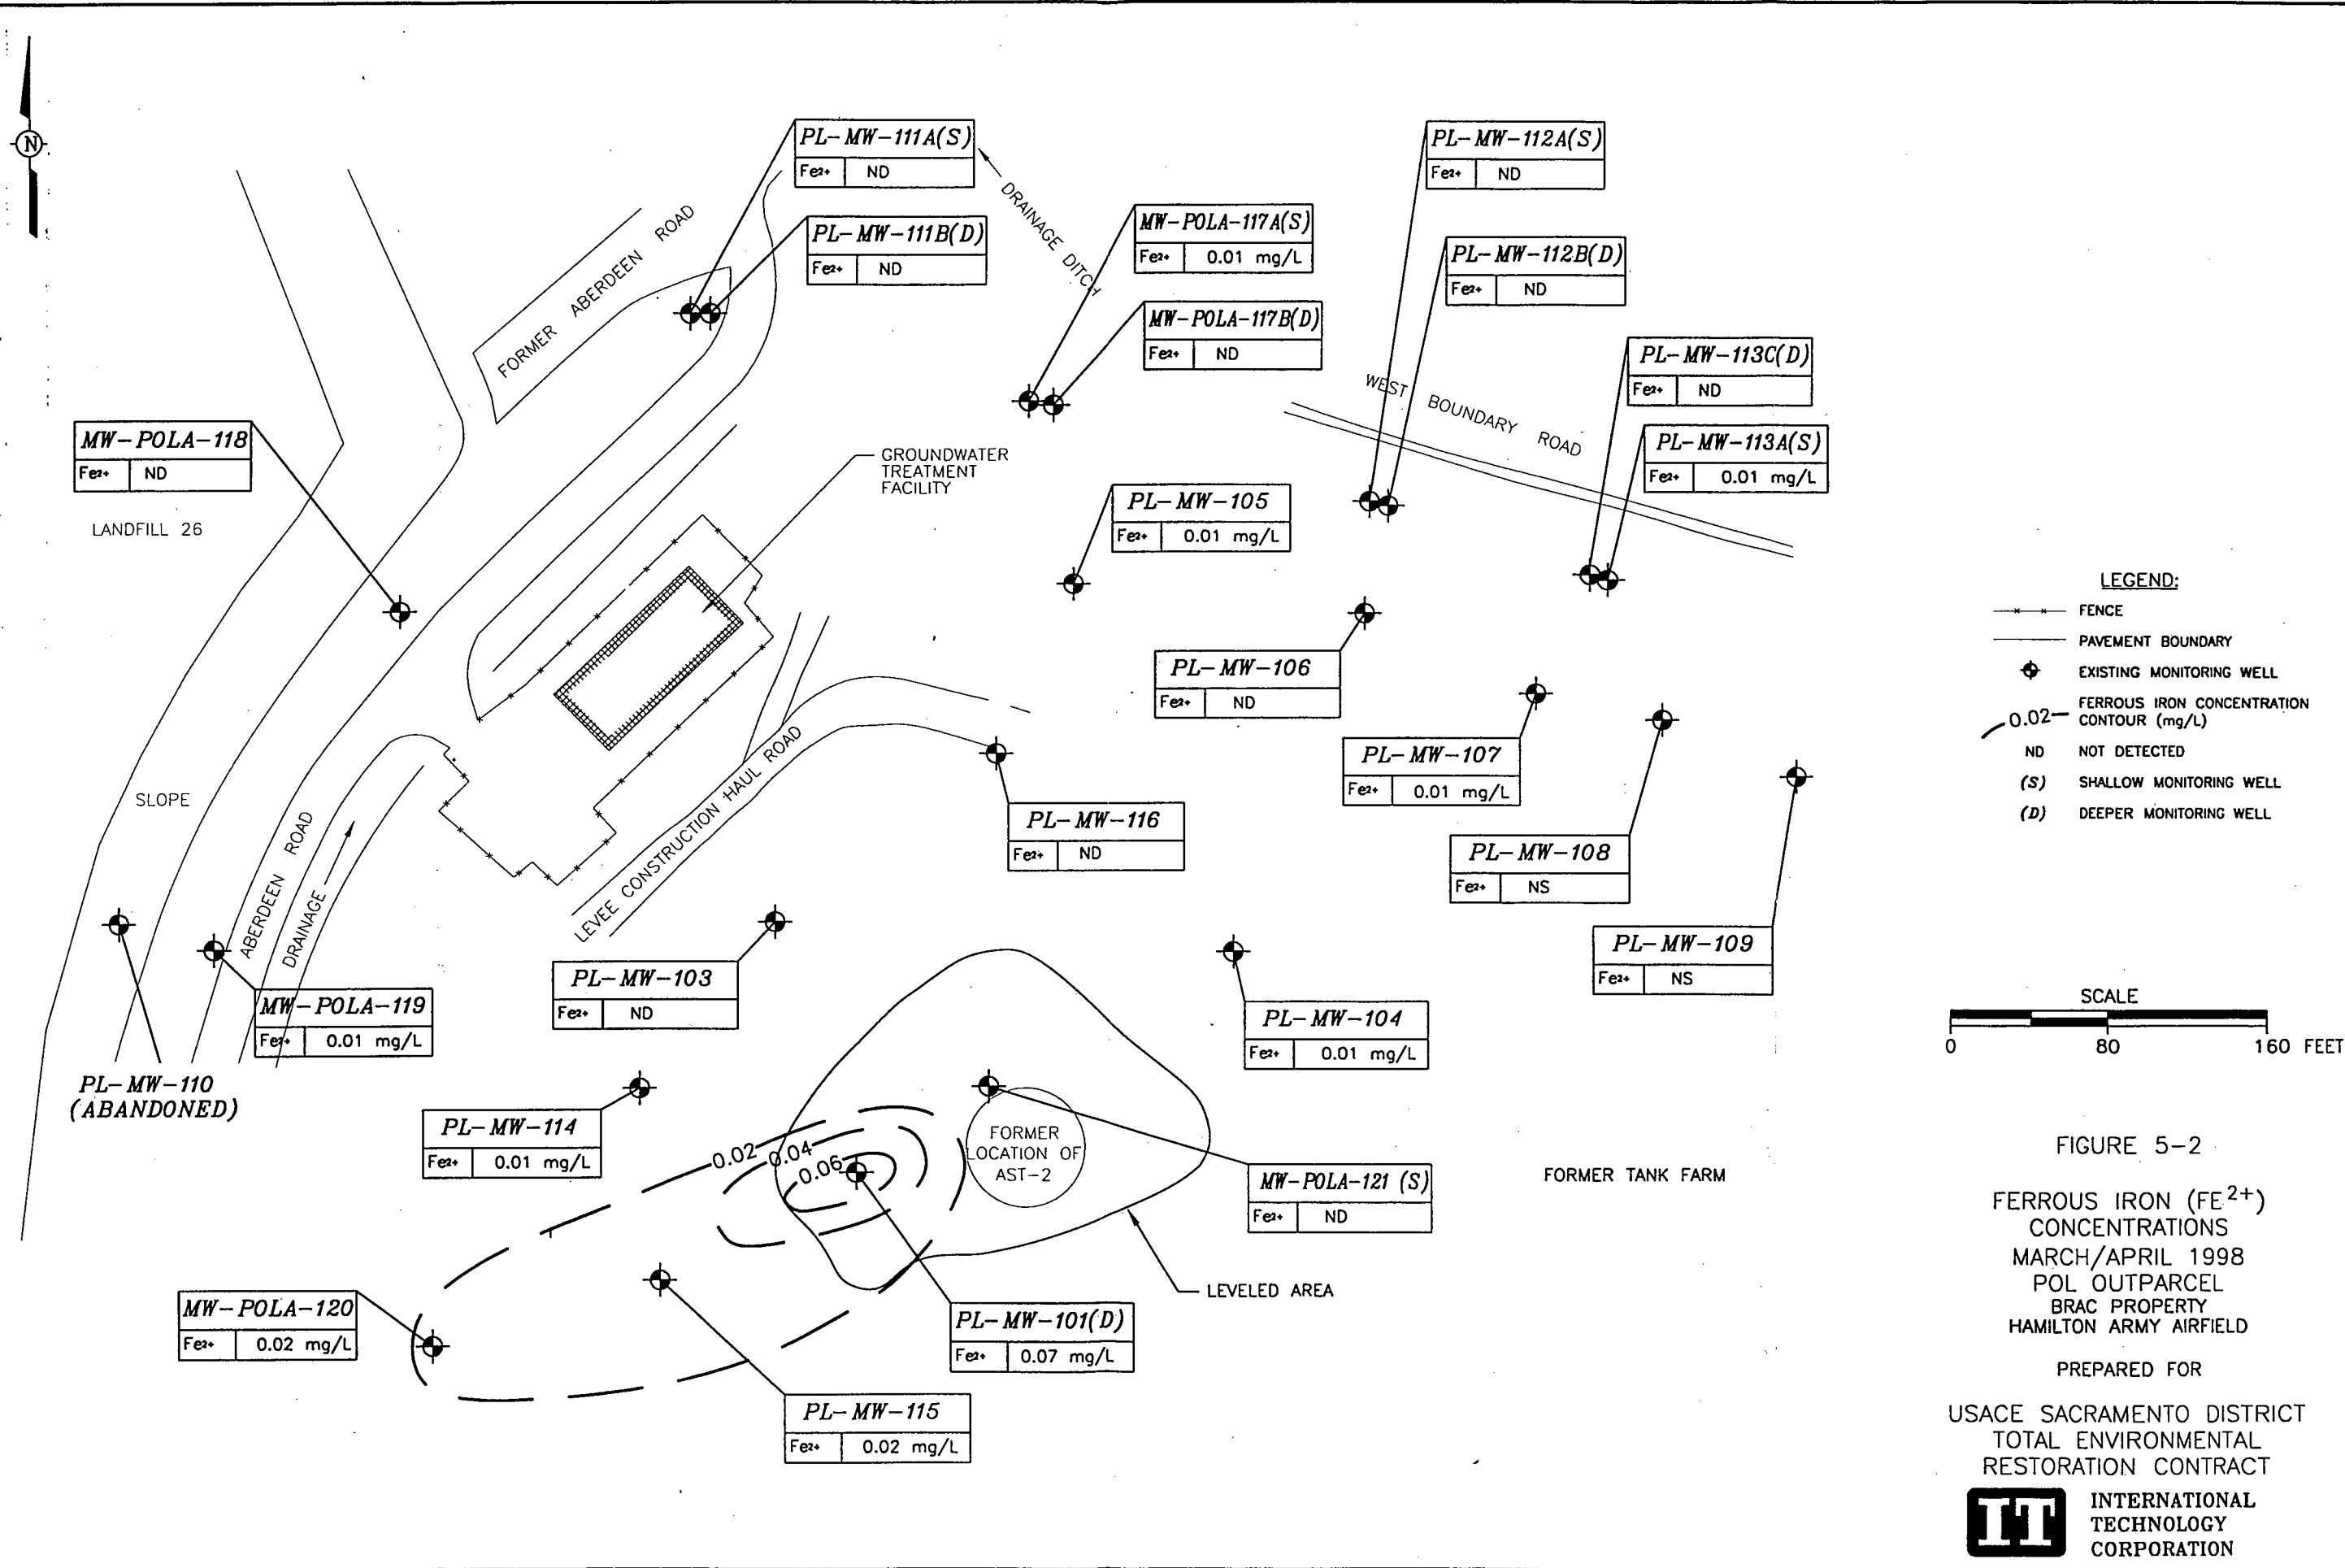 N
PL-MW-111A(S)
Fe2+ ND
PL-MW-111B(D)
Fe2+ ND
FORMER ABERDEEN ROAD
DRAINAGE DITCH
MW-POLA-117A(S)
Fe2+ 0.01 mg/L
MW-POLA-117B(D)
Fe2+ ND
PL-MW-112A(S)
Fe2+ ND
PL-MW-112B(D)
Fe2+ ND
PL-MW-113C(D)
Fe2+ ND
PL-MW-113A(S)
Fe2+ 0.01 mg/L
WEST BOUNDARY ROAD
MW-POLA-118
Fe2+ ND
LANDFILL 26
GROUNDWATER
TREATMENT
FACILITY
PL-MW-105
Fe2+ 0.01 mg/L
PL-MW-106
Fe2+ ND
PL-MW-107
Fe2+ 0.01 mg/L
PL-MW-108
Fe2+ NS
PL-MW-109
Fe2+ NS
PL-MW-116
Fe2+ ND
SLOPE
ABERDEEN ROAD
DRAINAGE
LEVEE CONSTRUCTION HAUL ROAD
PL-MW-103
Fe2+ ND
MW-POLA-119
Fe2+ 0.01 mg/L
PL-MW-110
(ABANDONED)
PL-MW-104
Fe2+ 0.01 mg/L
PL-MW-114
Fe2+ 0.01 mg/L
0.02
0.04
0.06
FORMER
LOCATION OF
AST-2
MW-POLA-121 (S)
Fe2+ ND
FORMER TANK FARM
LEVELED AREA
MW-POLA-120
Fe2+ 0.02 mg/L
PL-MW-101(D)
Fe2+ 0.07 mg/L
PL-MW-115
Fe2+ 0.02 mg/L
LEGEND:
FENCE
PAVEMENT BOUNDARY
EXISTING MONITORING WELL
0.02 FERROUS IRON CONCENTRATION
CONTOUR (mg/L)
ND NOT DETECTED
(S) SHALLOW MONITORING WELL
(D) DEEPER MONITORING WELL
SCALE
0 80 160 FEET
FIGURE 5-2
FERROUS IRON (FE2+)
CONCENTRATIONS
MARCH/APRIL 1998
POL OUTPARCEL
BRAC PROPERTY
HAMILTON ARMY AIRFIELD
PREPARED FOR
USACE SACRAMENTO DISTRICT
TOTAL ENVIRONMENTAL
RESTORATION CONTRACT
IT
INTERNATIONAL
TECHNOLOGY
CORPORATION